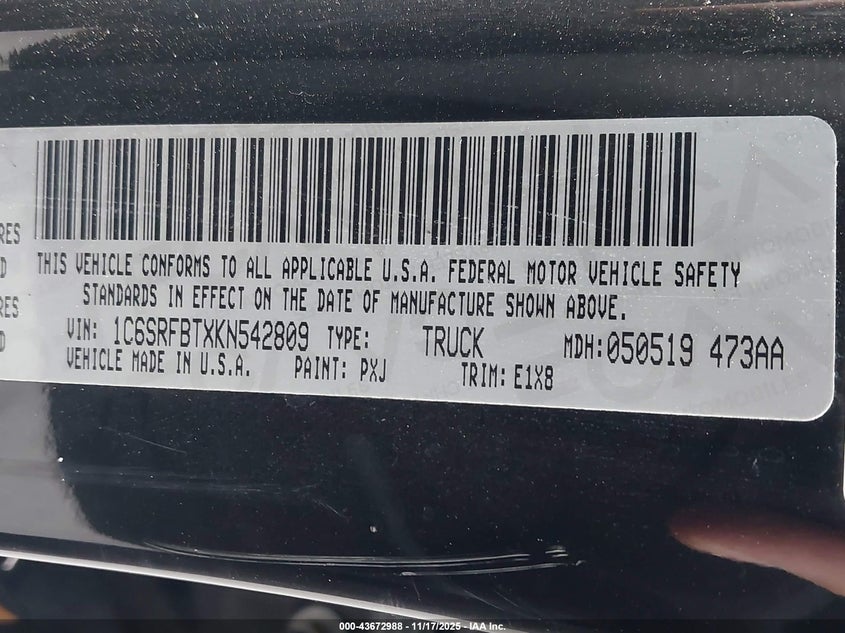 RES
THIS VEHICLE CONFORMS TO ALL APPLICABLE U.S.A. FEDERAL MOTOR VEHICLE SAFETY
STANDARDS IN EFFECT ON THE DATE OF MANUFACTURE SHOWN ABOVE.
RES
D
D
VIN: 1C6SRFBTXKN542809 TYPE: TRUCK MDH:050519 473AA
VEHICLE MADE IN U.S.A. PAINT: PXJ TRIM: E1X8
000-43672988 - 11/17/2025 - IAA Inc.